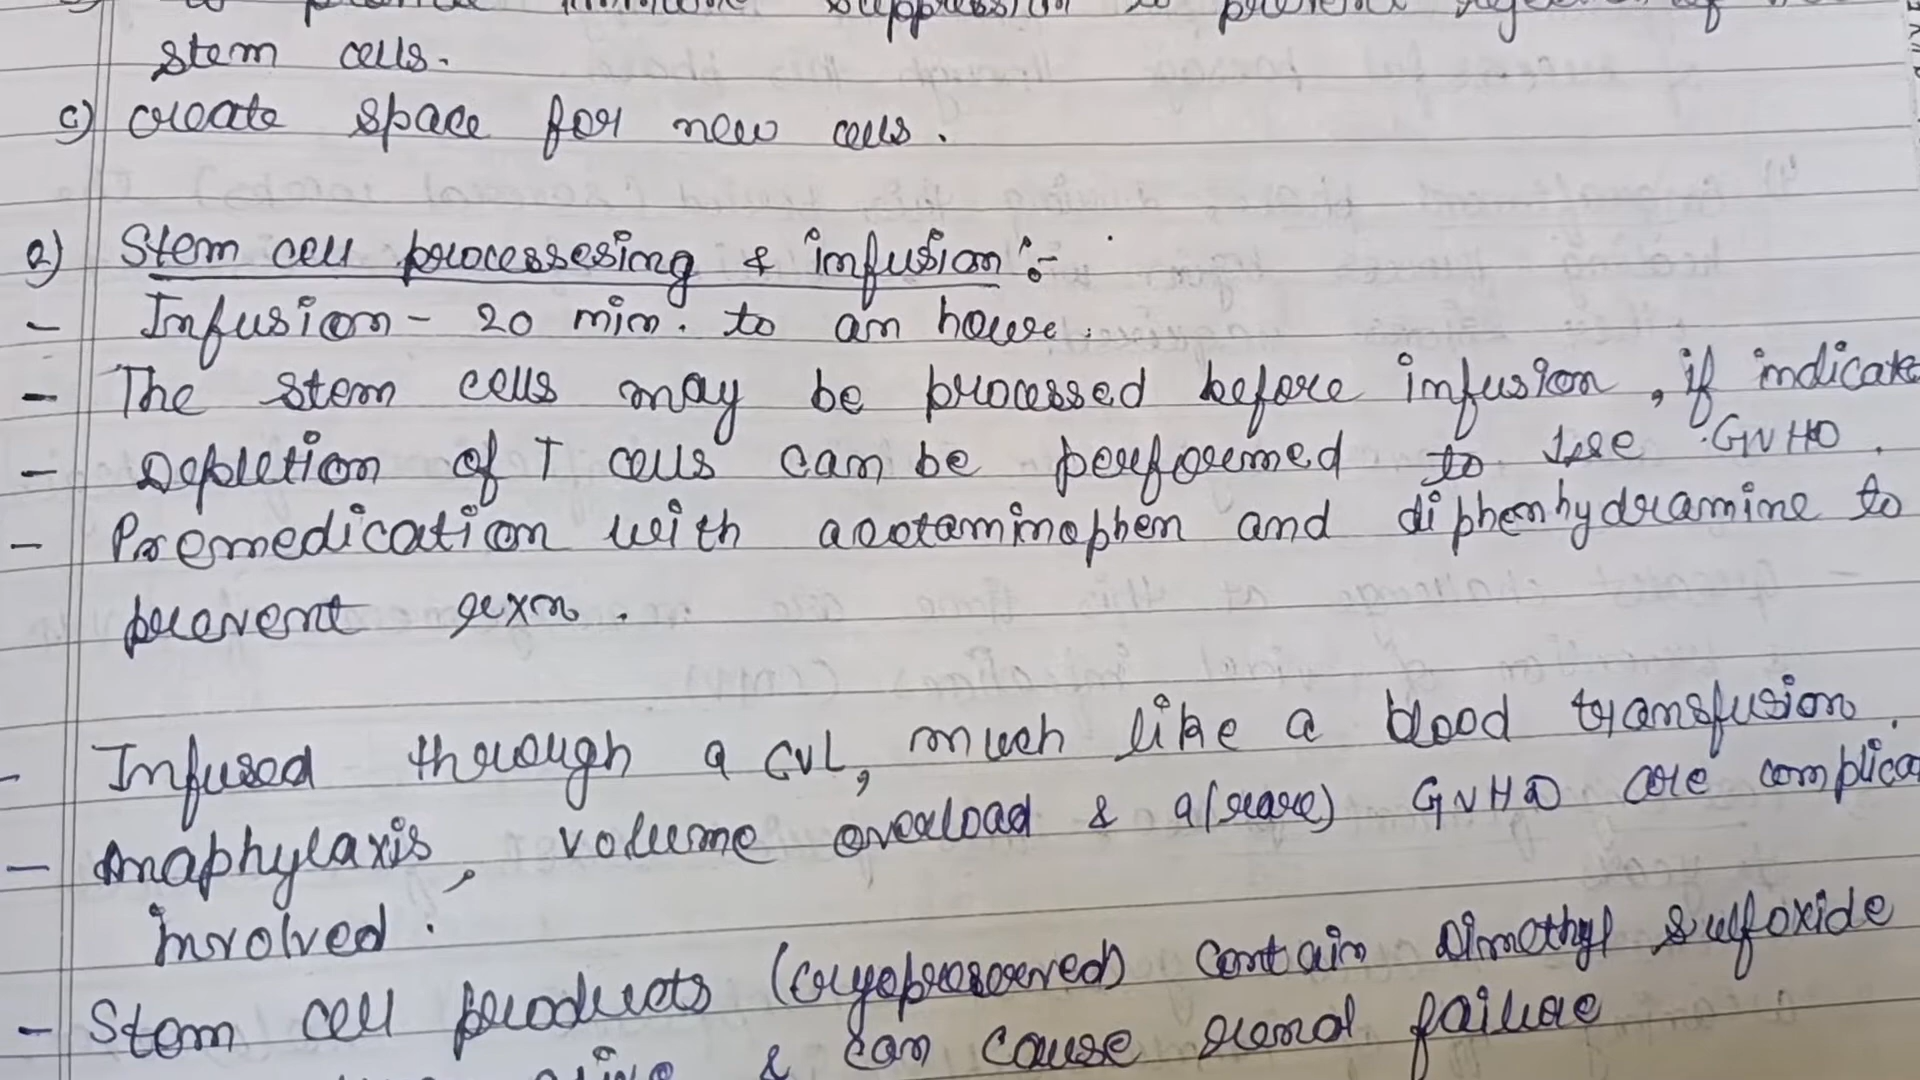 stem cells.
c) create space for new cells.
2) Stem cell processesing & infusion :-
- Infusion - 20 min. to an hour.
- The stem cells may be processed before infusion, if indicate
- Depletion of T cells can be performed to GVHD.
- Premedication with acetaminophen and diphenhydramine to
prevent rexn.
- Infused through a CVL, much like a blood transfusion.
- Anaphylaxis, volume overload & a(rare) GVHD are complica
involved.
- Stem cell products (cryopreserved) contain Dimethyl sulfoxide
& can cause renal failure